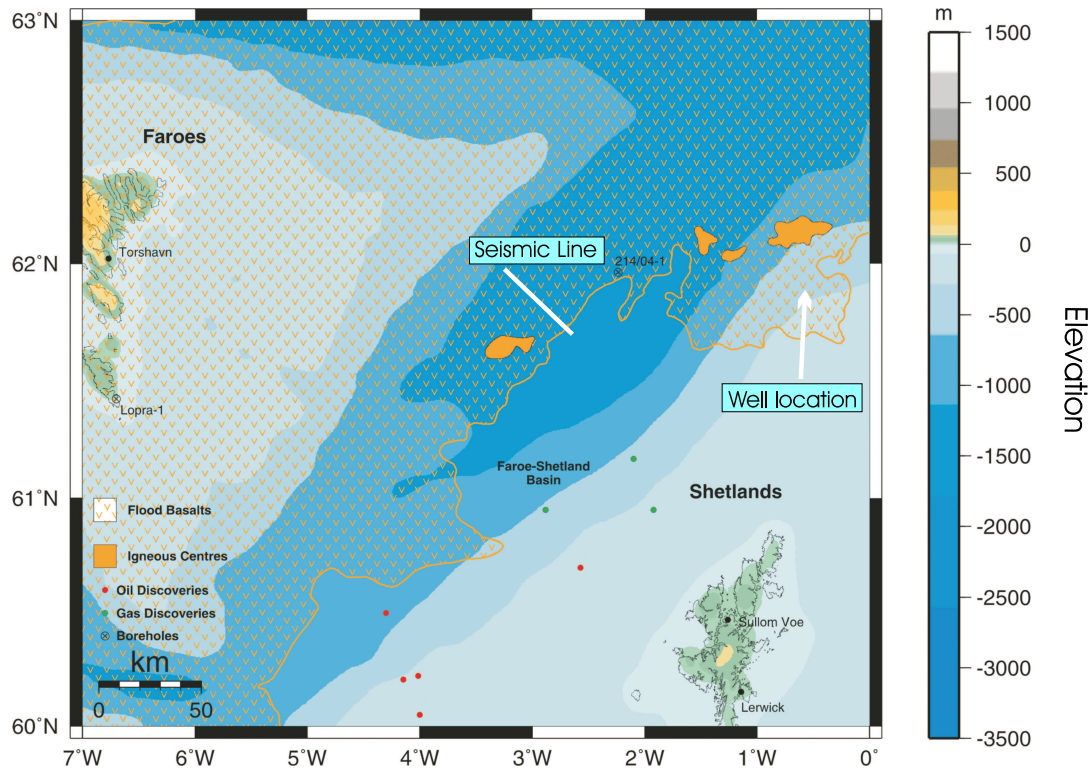 63°N
62°N
61°N
60°N
7°W
6°W
5°W
4°W
3°W
2°W
1°W
0°
Faroes
Torshavn
Lopra-1
Seismic Line
214/04-1
Well location
Faroe-Shetland
Basin
Shetlands
Sullom Voe
Lerwick
Flood Basalts
Igneous Centres
Oil Discoveries
Gas Discoveries
Boreholes
km
0 50
m
1500
1000
500
0
-500
-1000
-1500
-2000
-2500
-3000
-3500
Elevation